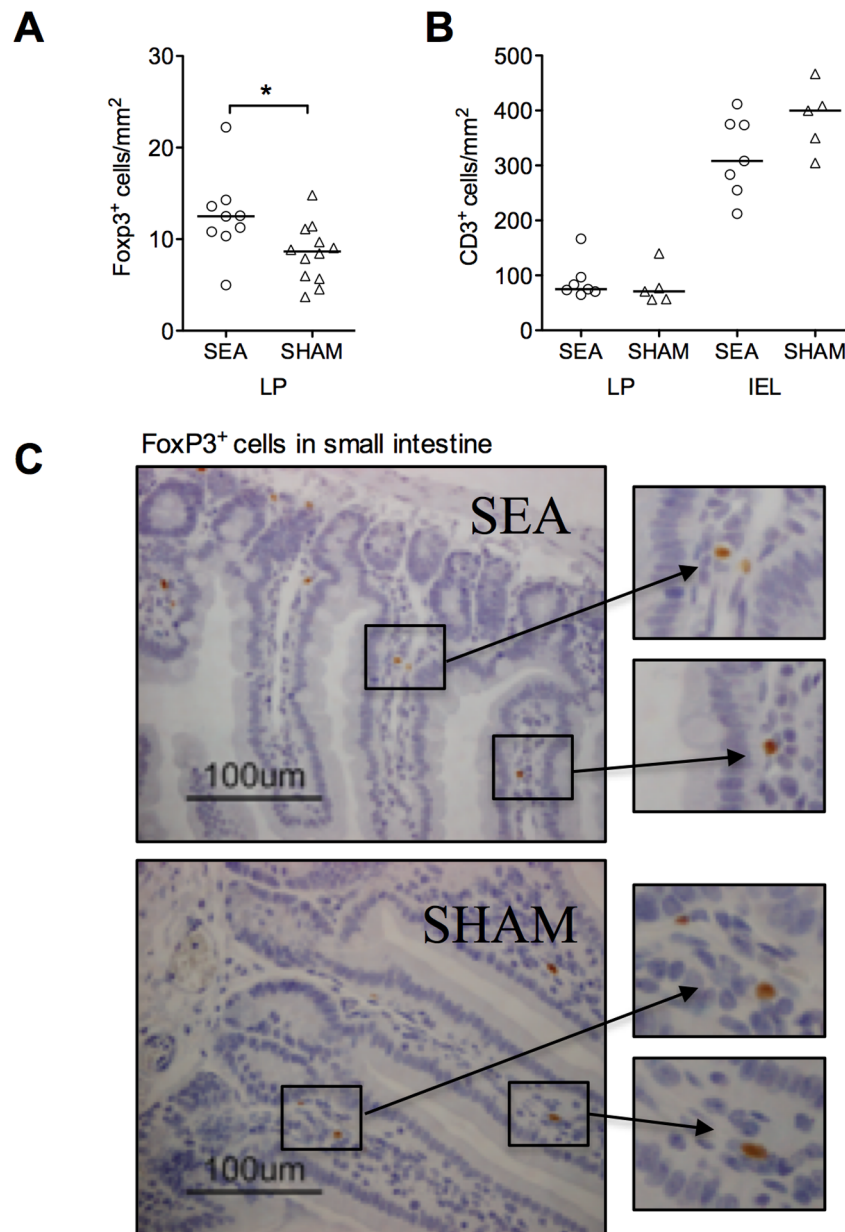 A
Foxp3⁺ cells/mm²
30
20
10
0
*
SEA SHAM
LP
B
CD3⁺ cells/mm²
500
400
300
200
100
0
SEA SHAM SEA SHAM
LP IEL
C
FoxP3⁺ cells in small intestine
SEA
100um
SHAM
100um